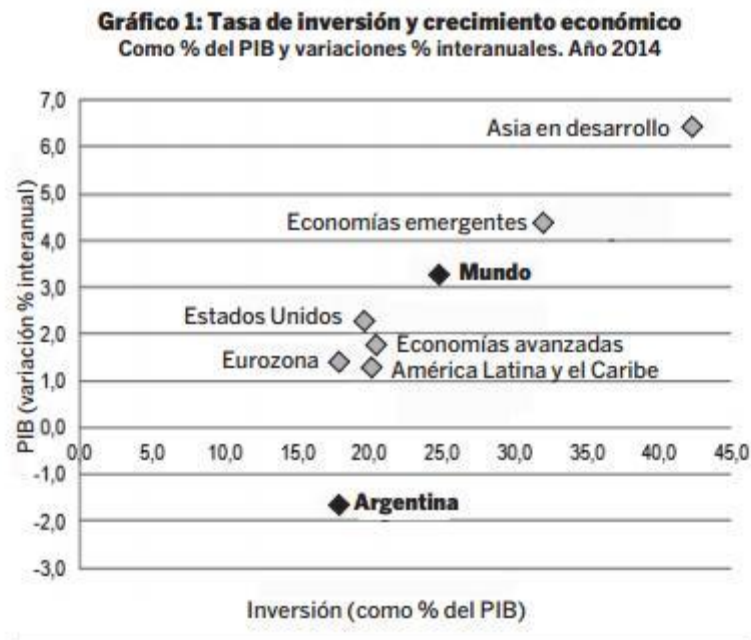 Gráfico 1: Tasa de inversión y crecimiento económico
Como % del PIB y variaciones % interanuales. Año 2014
PIB (variación % interanual)
7,0
6,0
5,0
4,0
3,0
2,0
1,0
0,0
-1,0
-2,0
-3,0
Asia en desarrollo
Economías emergentes
Mundo
Estados Unidos
Economías avanzadas
Eurozona
América Latina y el Caribe
0,0 5,0 10,0 15,0 20,0 25,0 30,0 35,0 40,0 45,0
Argentina
Inversión (como % del PIB)